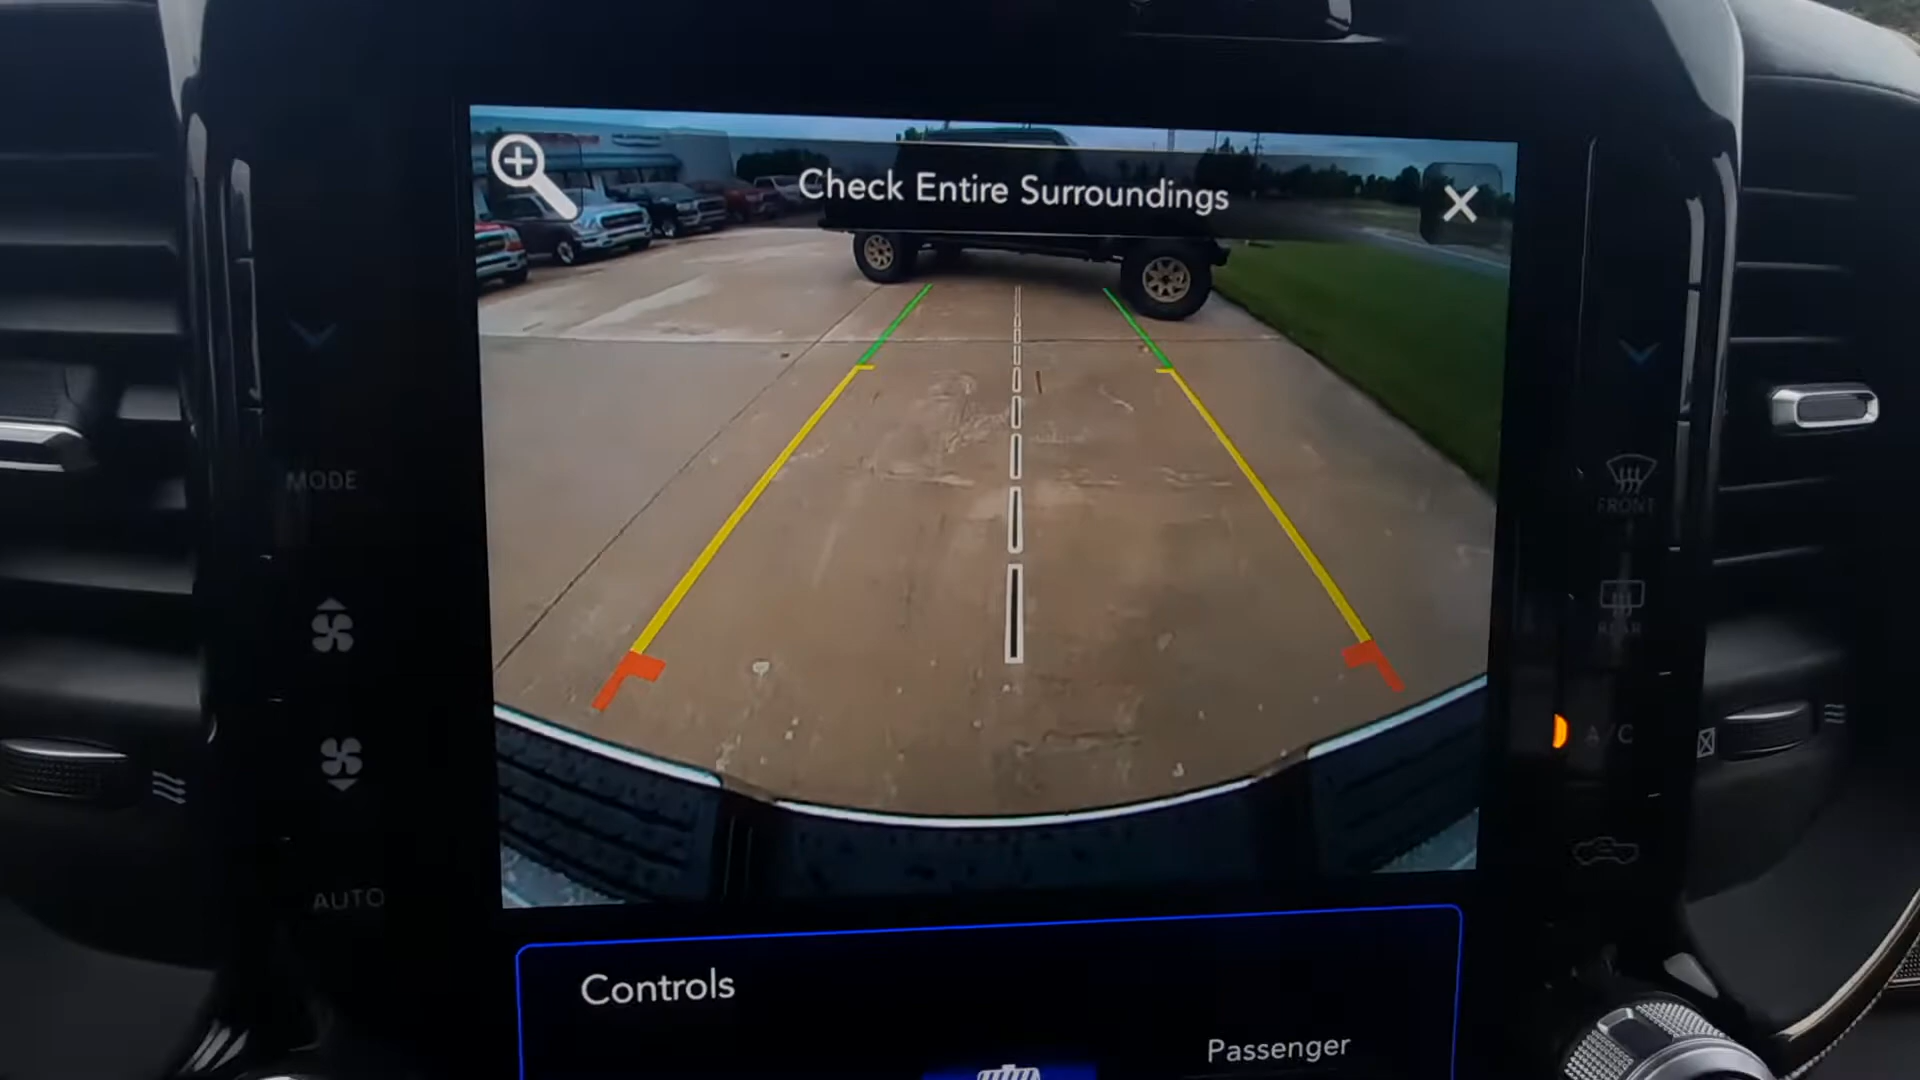 Check Entire Surroundings
MODE
FRONT
REAR
A/C
AUTO
Controls
Passenger